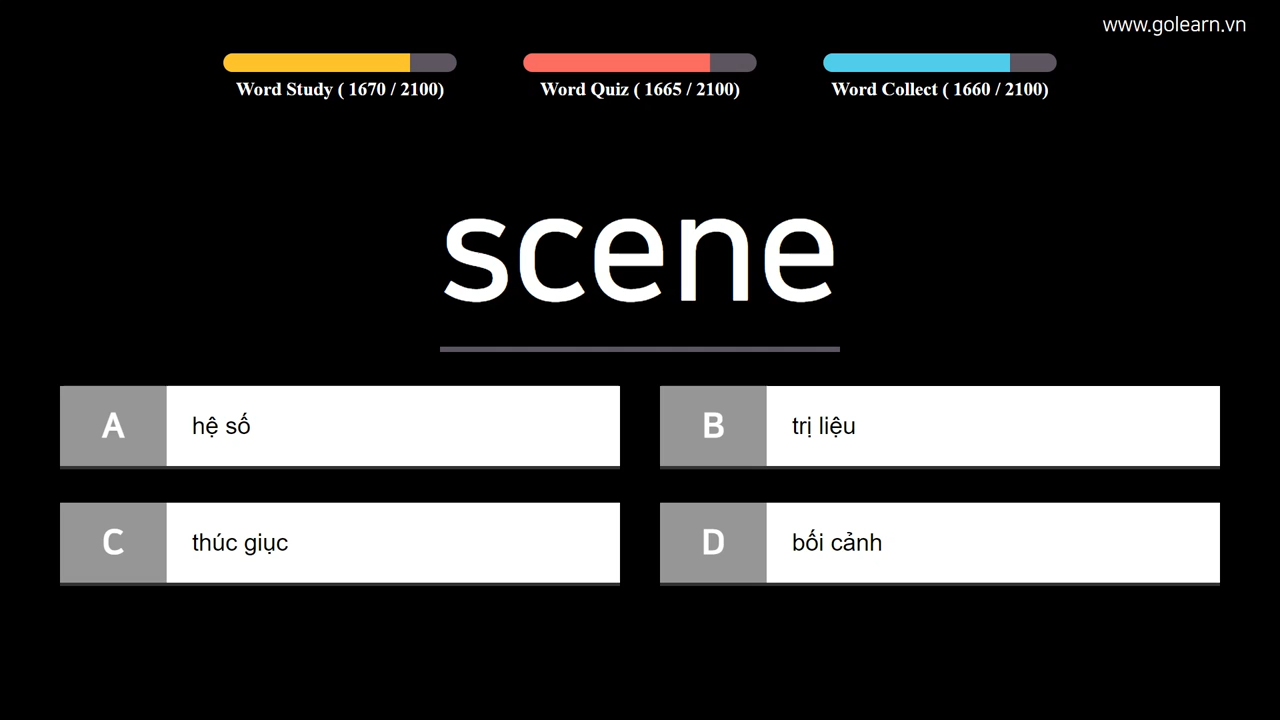 www.golearn.vn
Word Study ( 1670 / 2100)
Word Quiz ( 1665 / 2100)
Word Collect ( 1660 / 2100)
scene
A hệ số
B trị liệu
C thúc giục
D bối cảnh